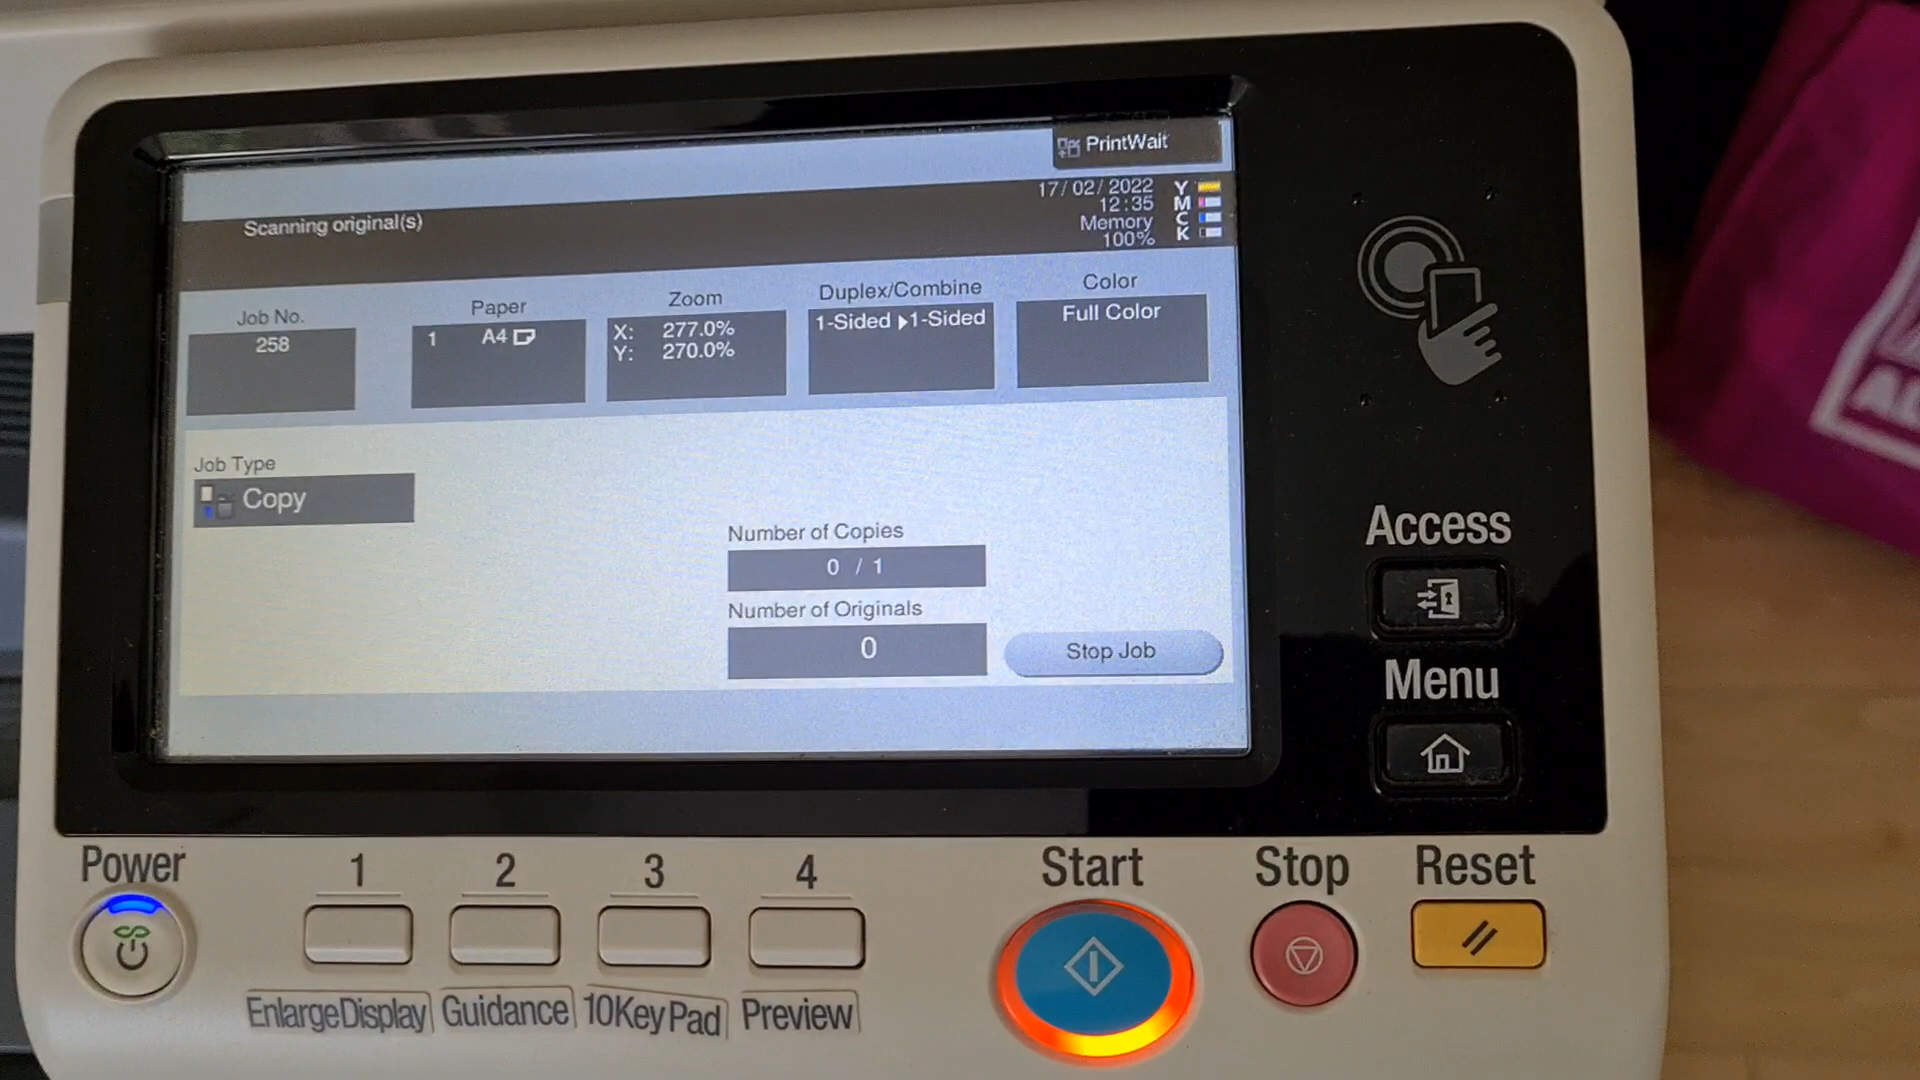 PrintWait
Scanning original(s)
17/02/2022
12:35
Memory
100%
Y
M
C
K
Job No.
258
Paper
1 A4
Zoom
X: 277.0%
Y: 270.0%
Duplex/Combine
1-Sided ▶1-Sided
Color
Full Color
Job Type
Copy
Number of Copies
0 / 1
Number of Originals
0
Stop Job
Access
Menu
Power
1
2
3
4
Start
Stop
Reset
EnlargeDisplay
Guidance
10KeyPad
Preview